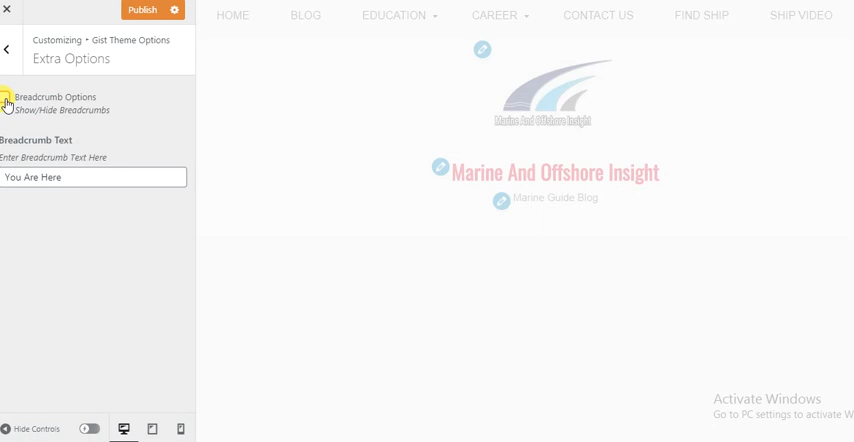 Publish
Customizing ‣ Gist Theme Options
Extra Options
Breadcrumb Options
Show/Hide Breadcrumbs
Breadcrumb Text
Enter Breadcrumb Text Here
You Are Here
Hide Controls
HOME BLOG EDUCATION CAREER CONTACT US FIND SHIP SHIP VIDEO
Marine And Offshore Insight
Marine And Offshore Insight
Marine Guide Blog
Activate Windows
Go to PC settings to activate W